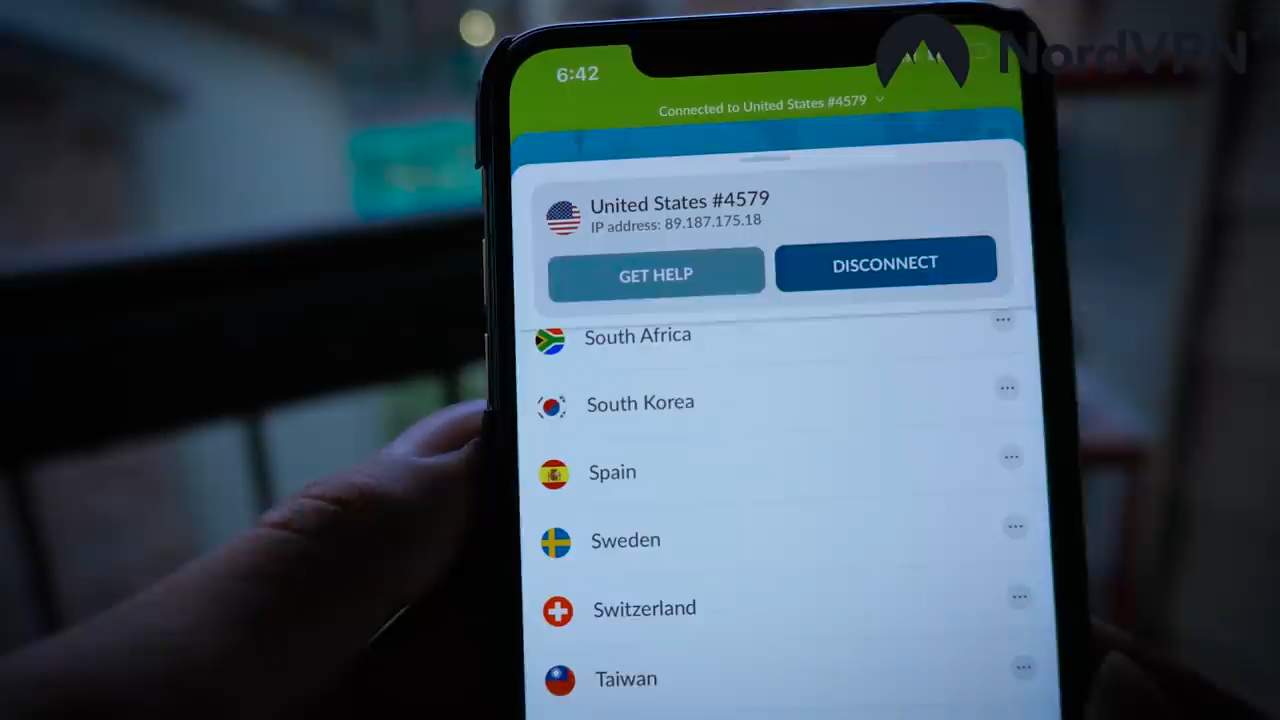 NordVPN
6:42
Connected to United States #4579
United States #4579
IP address: 89.187.175.18
GET HELP
DISCONNECT
South Africa
South Korea
Spain
Sweden
Switzerland
Taiwan